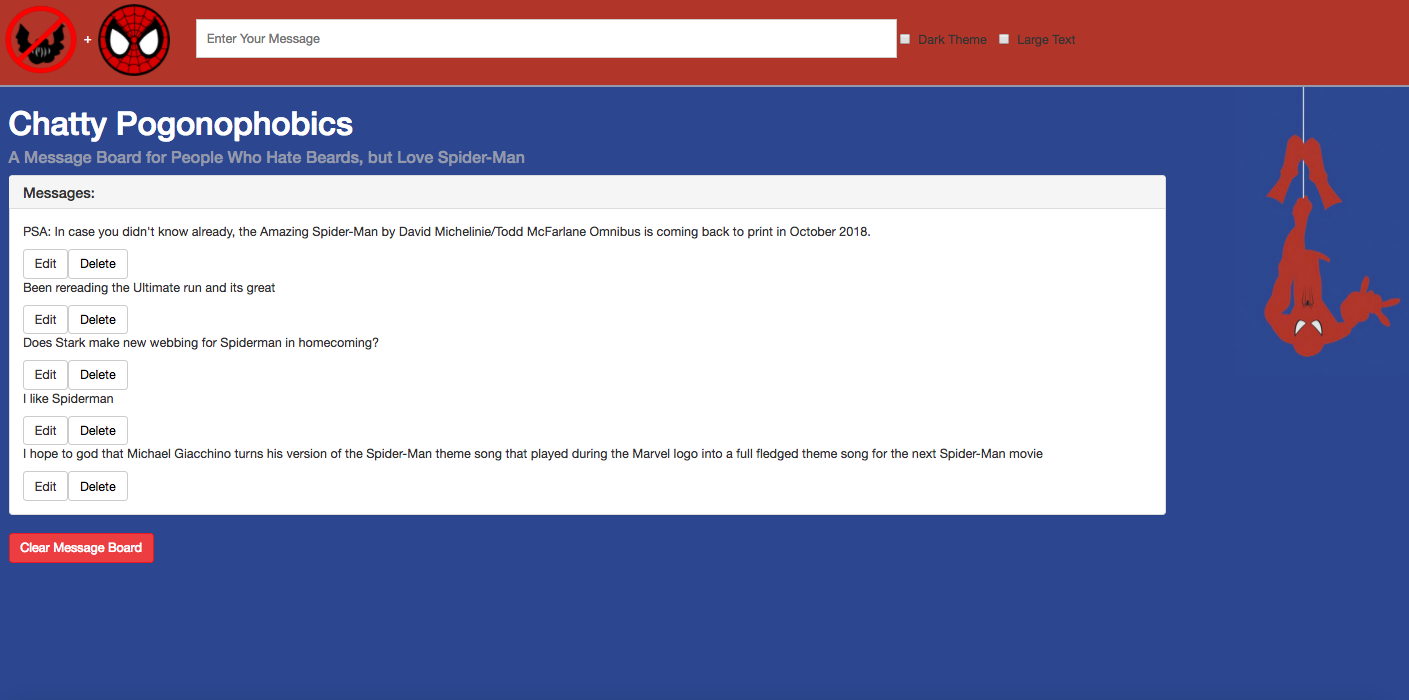 + Enter Your Message Dark Theme Large Text
Chatty Pogonophobics
A Message Board for People Who Hate Beards, but Love Spider-Man
Messages:
PSA: In case you didn't know already, the Amazing Spider-Man by David Michelinie/Todd McFarlane Omnibus is coming back to print in October 2018.
Edit Delete
Been rereading the Ultimate run and its great
Edit Delete
Does Stark make new webbing for Spiderman in homecoming?
Edit Delete
I like Spiderman
Edit Delete
I hope to god that Michael Giacchino turns his version of the Spider-Man theme song that played during the Marvel logo into a full fledged theme song for the next Spider-Man movie
Edit Delete
Clear Message Board